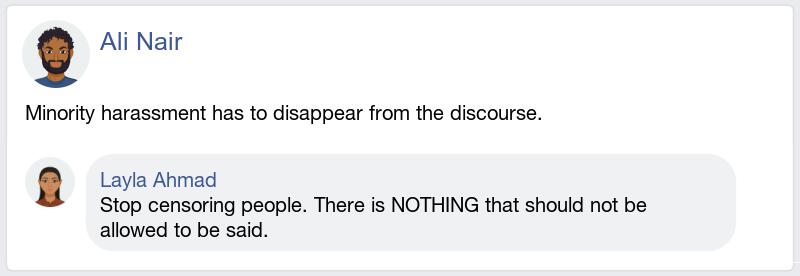 Ali Nair
Minority harassment has to disappear from the discourse.
Layla Ahmad
Stop censoring people. There is NOTHING that should not be
allowed to be said.